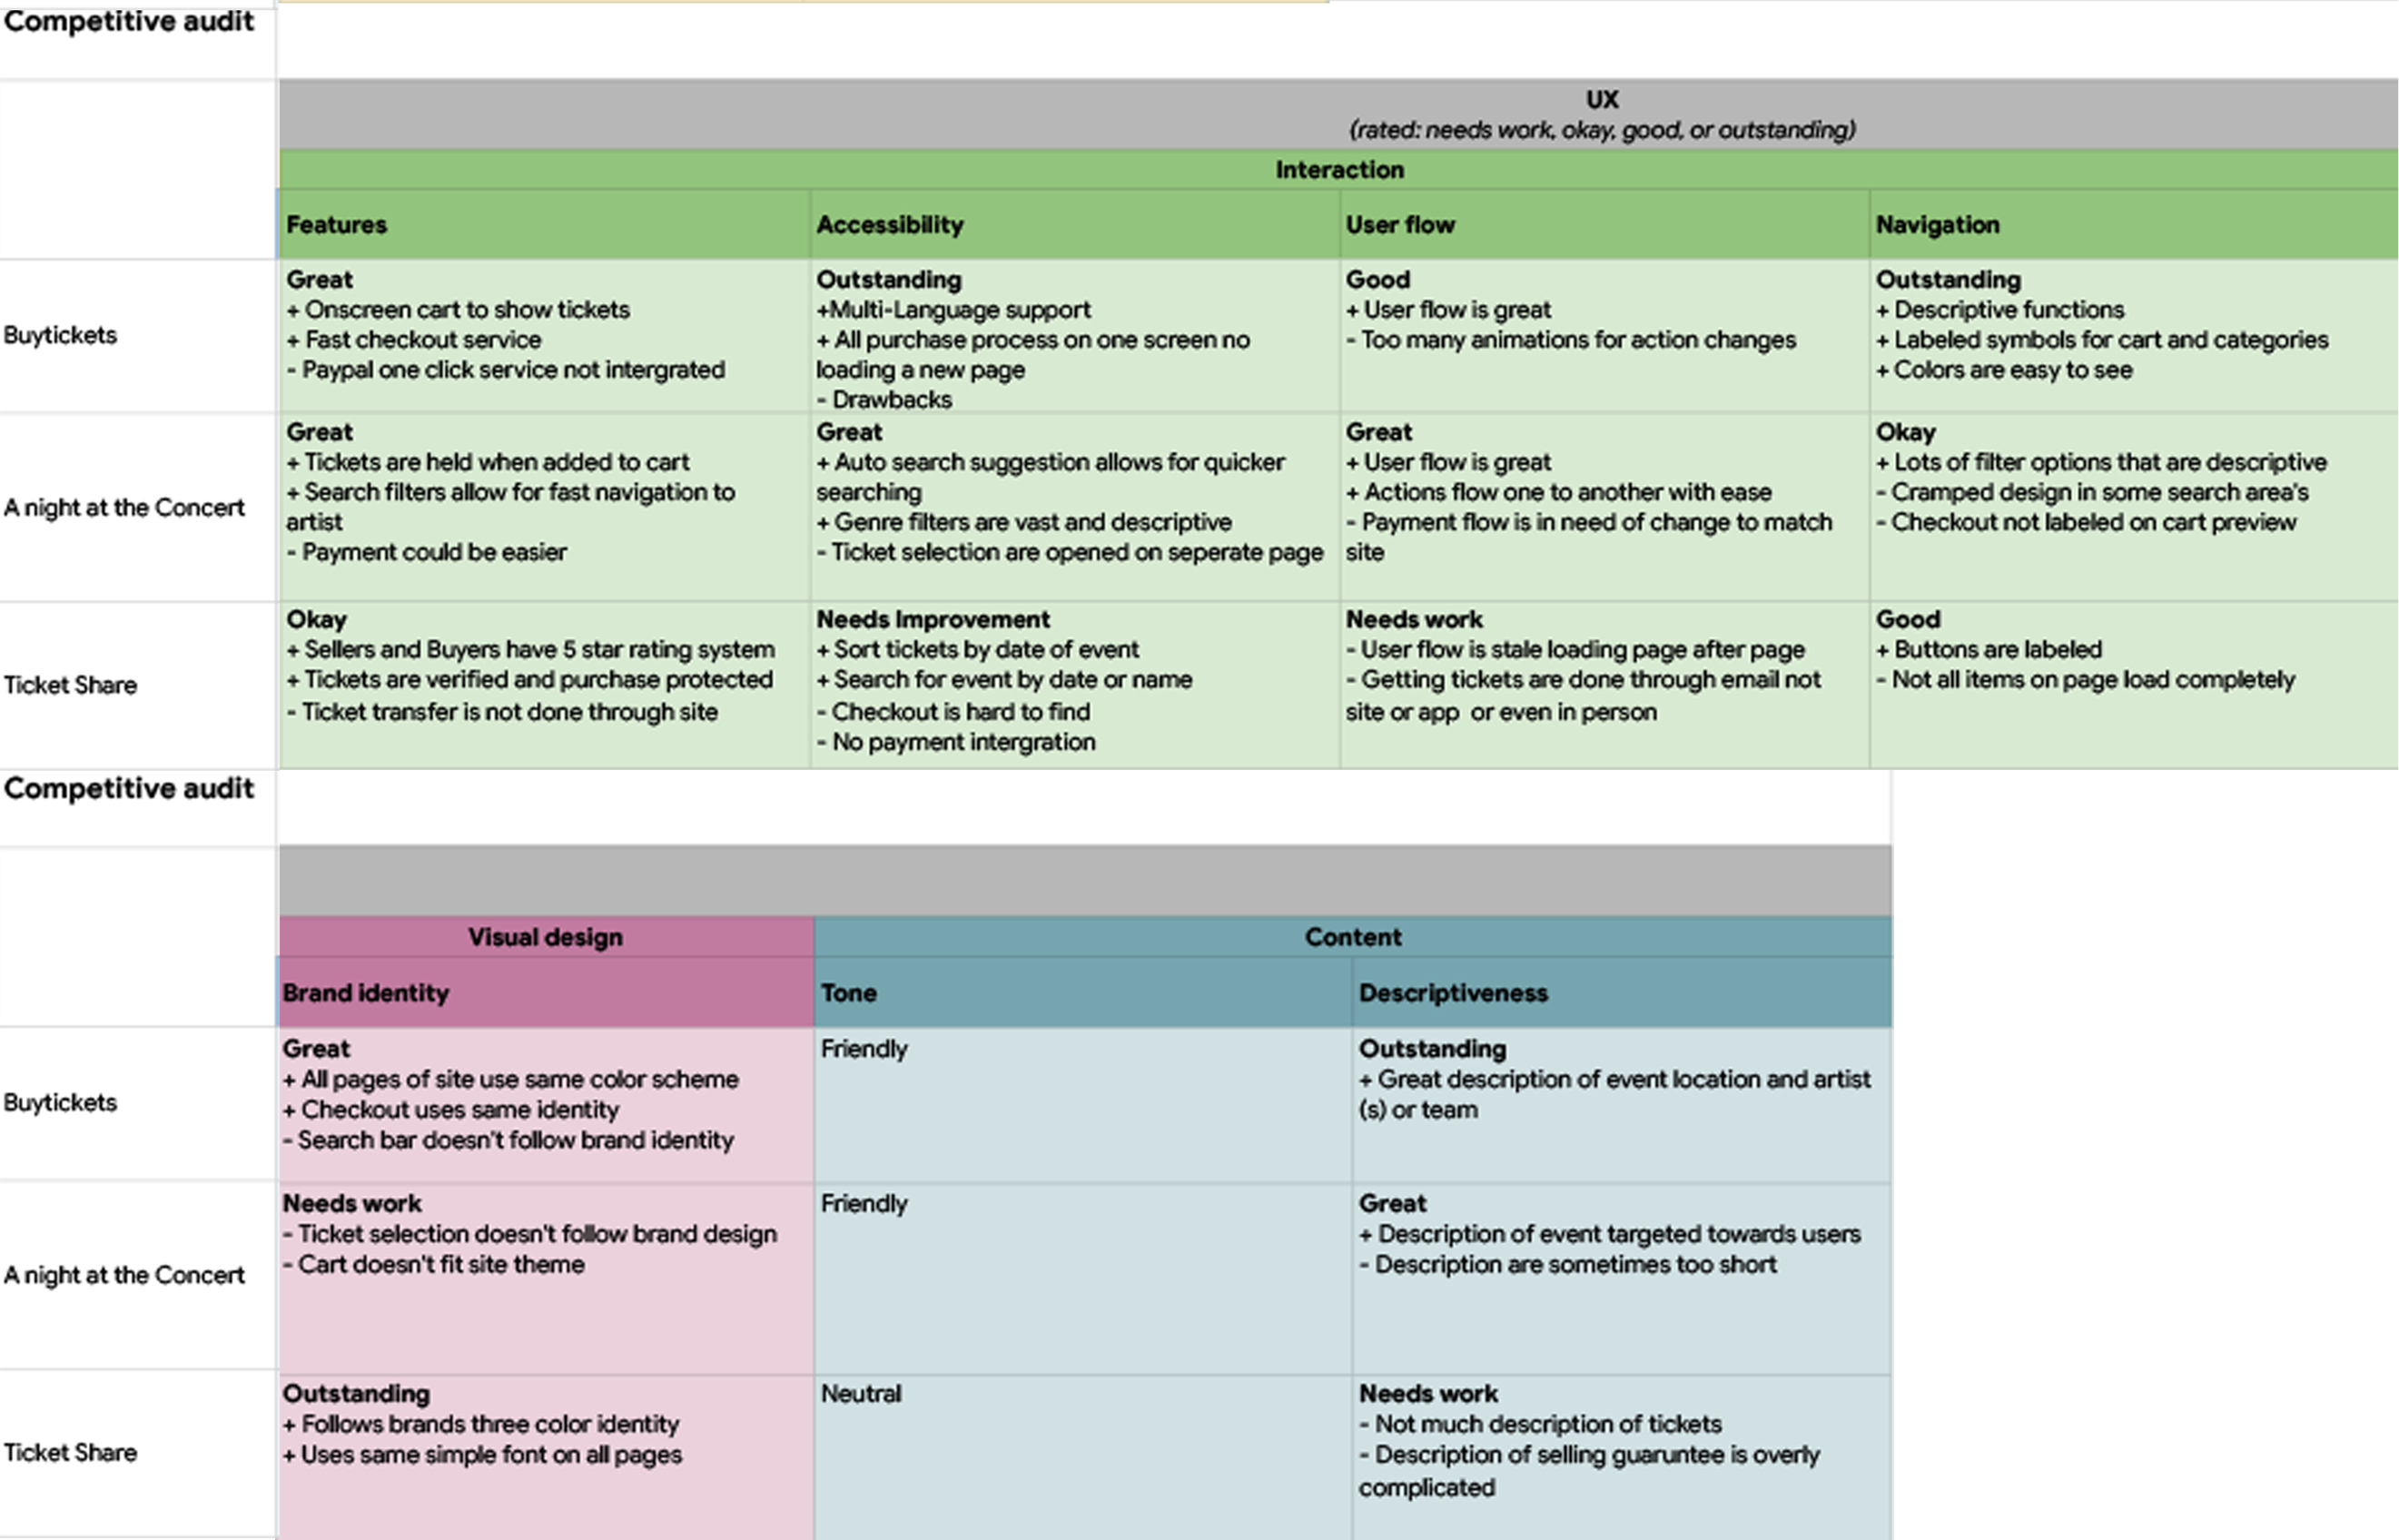 Competitive audit
UX
(rated: needs work, okay, good, or outstanding)
Interaction
Features
Accessibility
User flow
Navigation
Buytickets
Great
+ Onscreen cart to show tickets
+ Fast checkout service
- Paypal one click service not intergrated
Outstanding
+Multi-Language support
+ All purchase process on one screen no
loading a new page
- Drawbacks
Good
+ User flow is great
- Too many animations for action changes
Outstanding
+ Descriptive functions
+ Labeled symbols for cart and categories
+ Colors are easy to see
A night at the Concert
Great
+ Tickets are held when added to cart
+ Search filters allow for fast navigation to
artist
- Payment could be easier
Great
+ Auto search suggestion allows for quicker
searching
+ Genre filters are vast and descriptive
- Ticket selection are opened on seperate page
Great
+ User flow is great
+ Actions flow one to another with ease
- Payment flow is in need of change to match
site
Okay
+ Lots of filter options that are descriptive
- Cramped design in some search area's
- Checkout not labeled on cart preview
Ticket Share
Okay
+ Sellers and Buyers have 5 star rating system
+ Tickets are verified and purchase protected
- Ticket transfer is not done through site
Needs Improvement
+ Sort tickets by date of event
+ Search for event by date or name
- Checkout is hard to find
- No payment intergration
Needs work
- User flow is stale loading page after page
- Getting tickets are done through email not
site or app or even in person
Good
+ Buttons are labeled
- Not all items on page load completely
Competitive audit
Visual design
Content
Brand identity
Tone
Descriptiveness
Buytickets
Great
+ All pages of site use same color scheme
+ Checkout uses same identity
- Search bar doesn't follow brand identity
Friendly
Outstanding
+ Great description of event location and artist
(s) or team
A night at the Concert
Needs work
- Ticket selection doesn't follow brand design
- Cart doesn't fit site theme
Friendly
Great
+ Description of event targeted towards users
- Description are sometimes too short
Ticket Share
Outstanding
+ Follows brands three color identity
+ Uses same simple font on all pages
Neutral
Needs work
- Not much description of tickets
- Description of selling guaruntee is overly
complicated